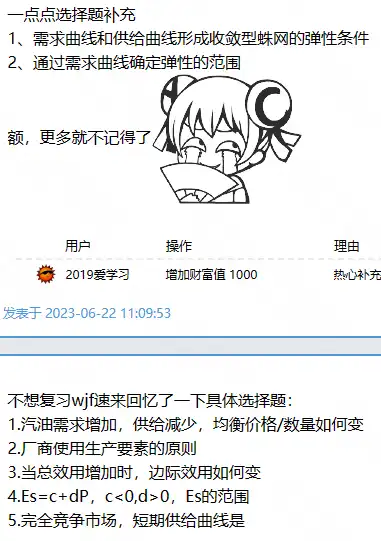 一点点选择题补充
1、需求曲线和供给曲线形成收敛型蛛网的弹性条件
2、通过需求曲线确定弹性的范围
额，更多就不记得了
用户 操作 理由
2019爱学习 增加财富值 1000 热心补充
发表于 2023-06-22 11:09:53
不想复习wjf速来回忆了一下具体选择题：
1.汽油需求增加，供给减少，均衡价格/数量如何变
2.厂商使用生产要素的原则
3.当总效用增加时，边际效用如何变
4.Es=c+dP，c<0,d>0，Es的范围
5.完全竞争市场，短期供给曲线是